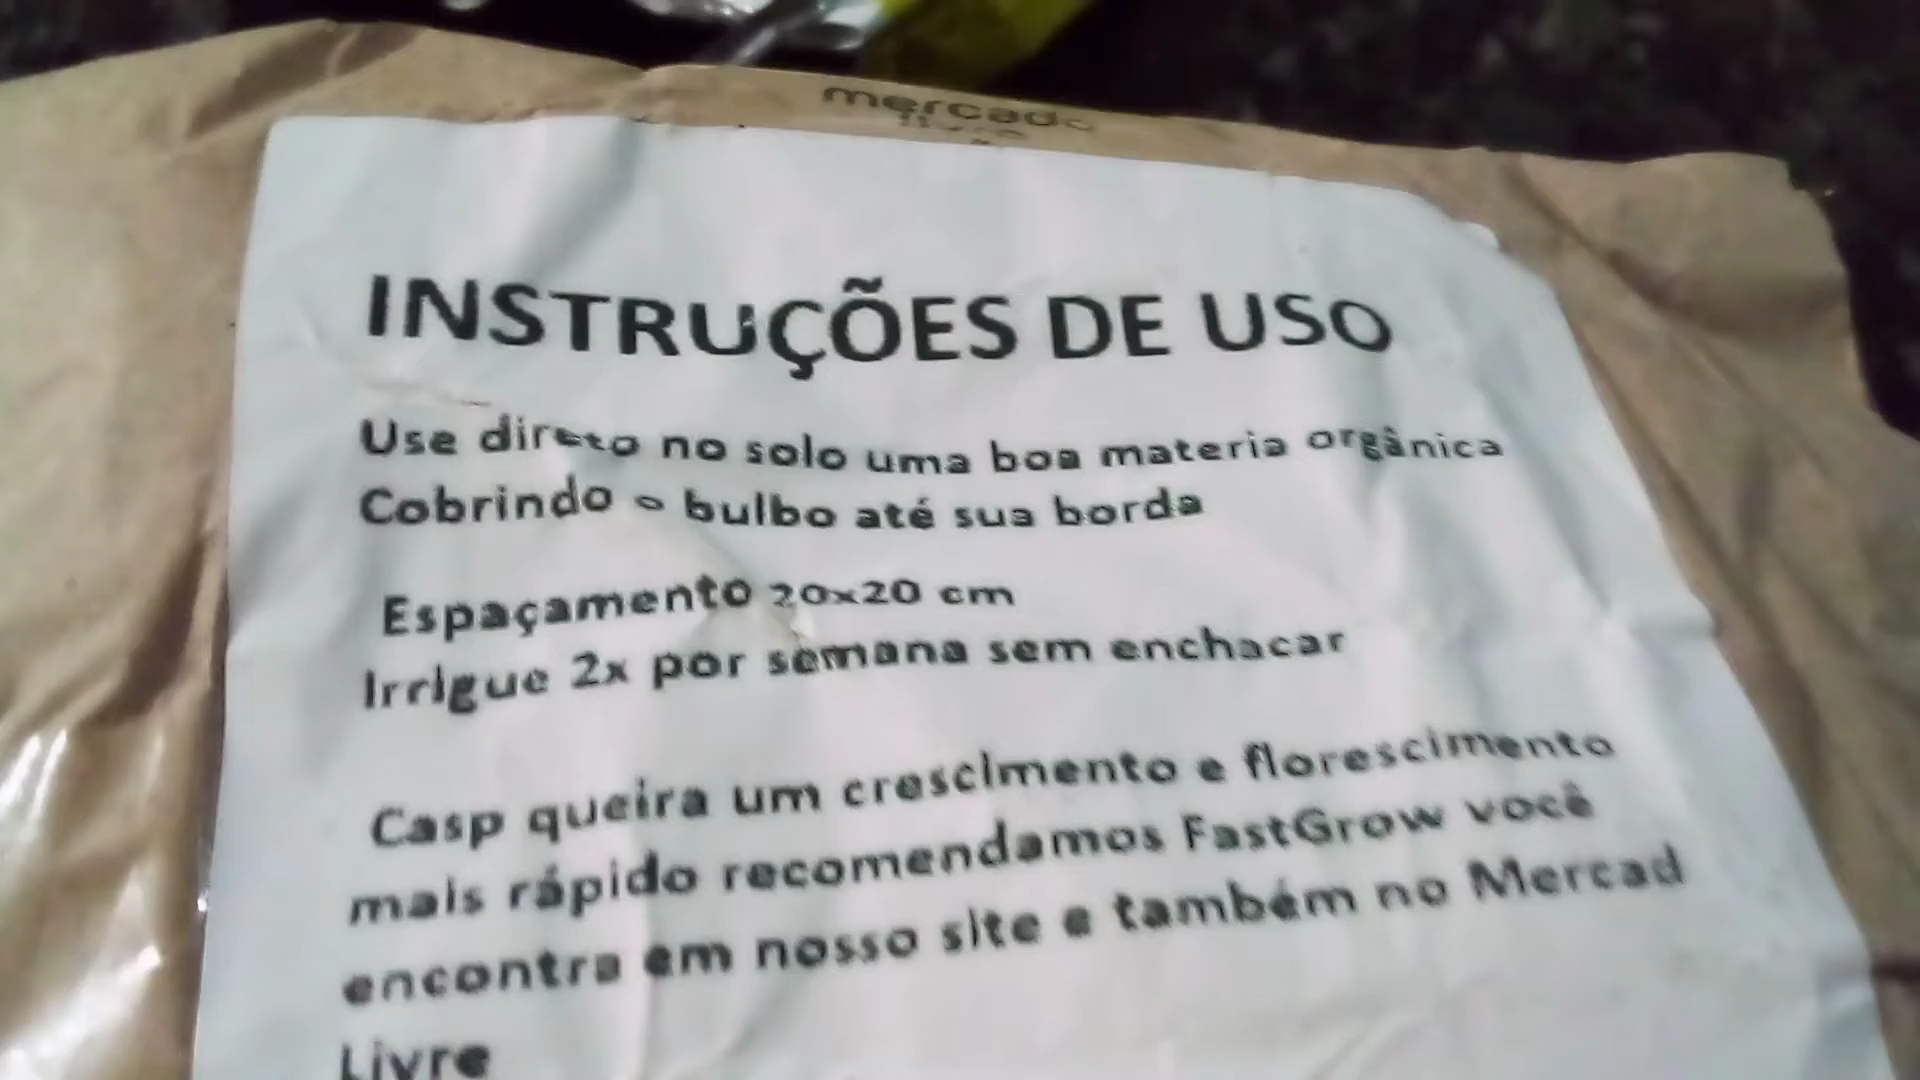 mercado
INSTRUÇÕES DE USO
Use direto no solo uma boa materia orgânica
Cobrindo o bulbo até sua borda
Espaçamento 20x20 cm
Irrigue 2x por semana sem enchacar
Casp queira um crescimento e florescimento
mais rápido recomendamos FastGrow você
encontra em nosso site e também no Mercad
Livre